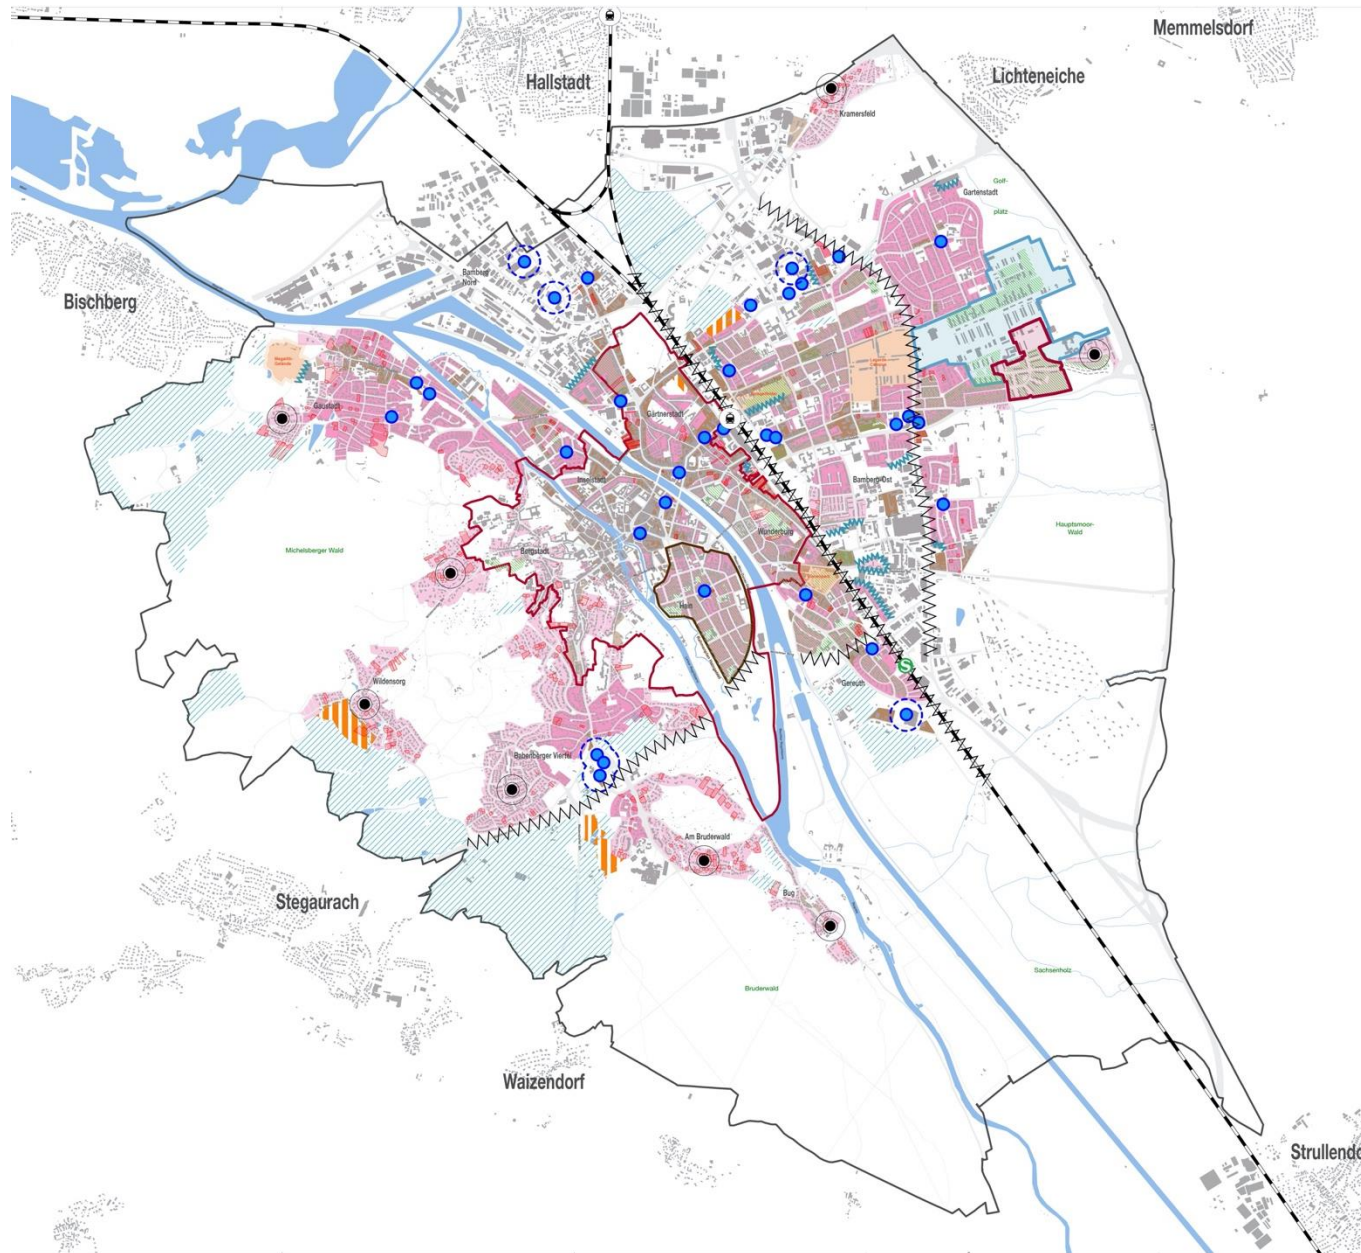 Memmelsdorf
Lichteneiche
Hallstadt
Kramersfeld
Golf-
platz
Gartenstadt
Bamberg
Nord
Bischberg
Gaustadt
Gärtnerstadt
Inselstadt
Bamberg-Ost
Wunderburg
Hauptsmoor-
Wald
Michelsberger Wald
Bergstadt
Hain
Wildensorg
Gereuth
S
Babenberger Viertel
Am Bruderwald
Bug
Stegaurach
Sachsenholz
Bruderwald
Waizendorf
Strullendo